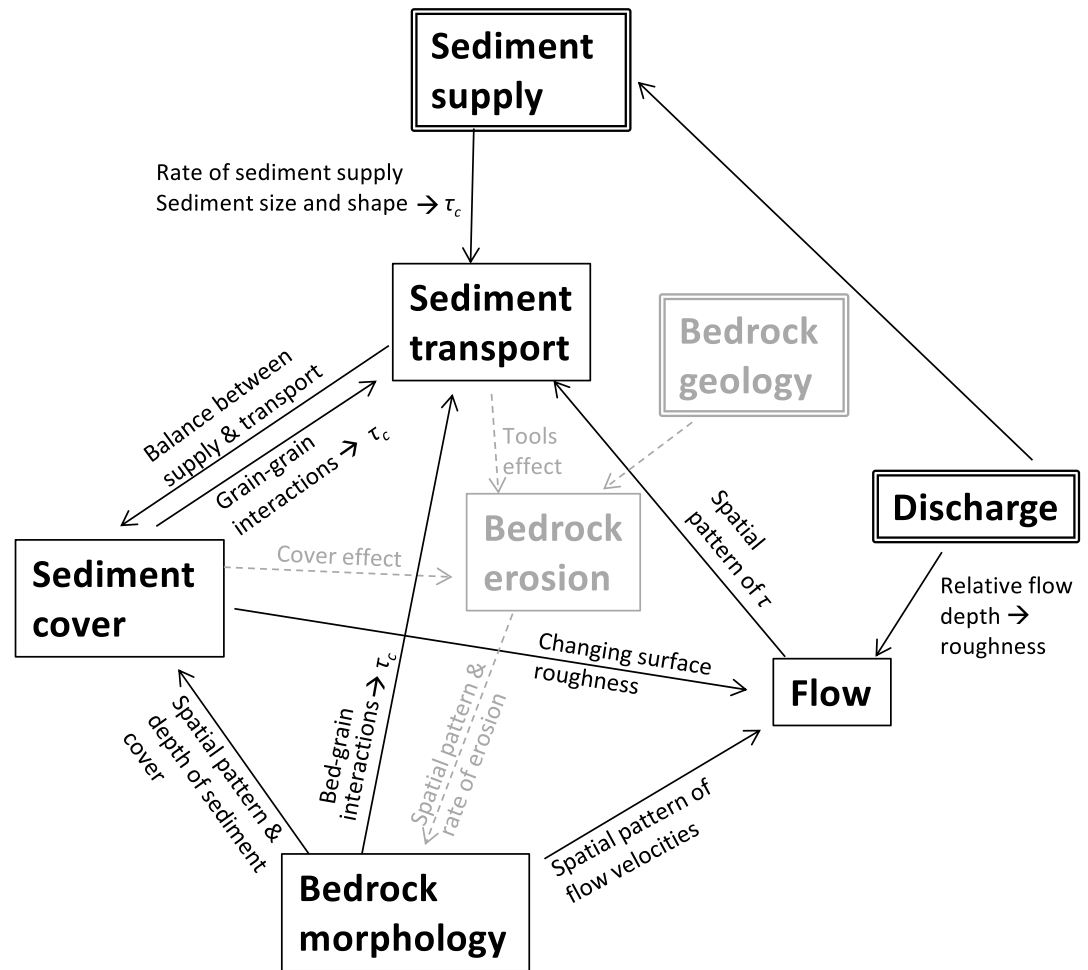 Sediment
supply
Rate of sediment supply
Sediment size and shape → τc
Sediment
transport
Bedrock
geology
Balance between
supply & transport
Grain-grain
interactions → τc
Tools
effect
Spatial
pattern of τ
Discharge
Bedrock
erosion
Cover effect
Sediment
cover
Relative flow
depth →
roughness
Changing surface
roughness
Flow
Spatial pattern &
depth of sediment
cover
Bed-grain
interactions → τc
Spatial pattern &
rate of erosion
Spatial pattern of
flow velocities
Bedrock
morphology